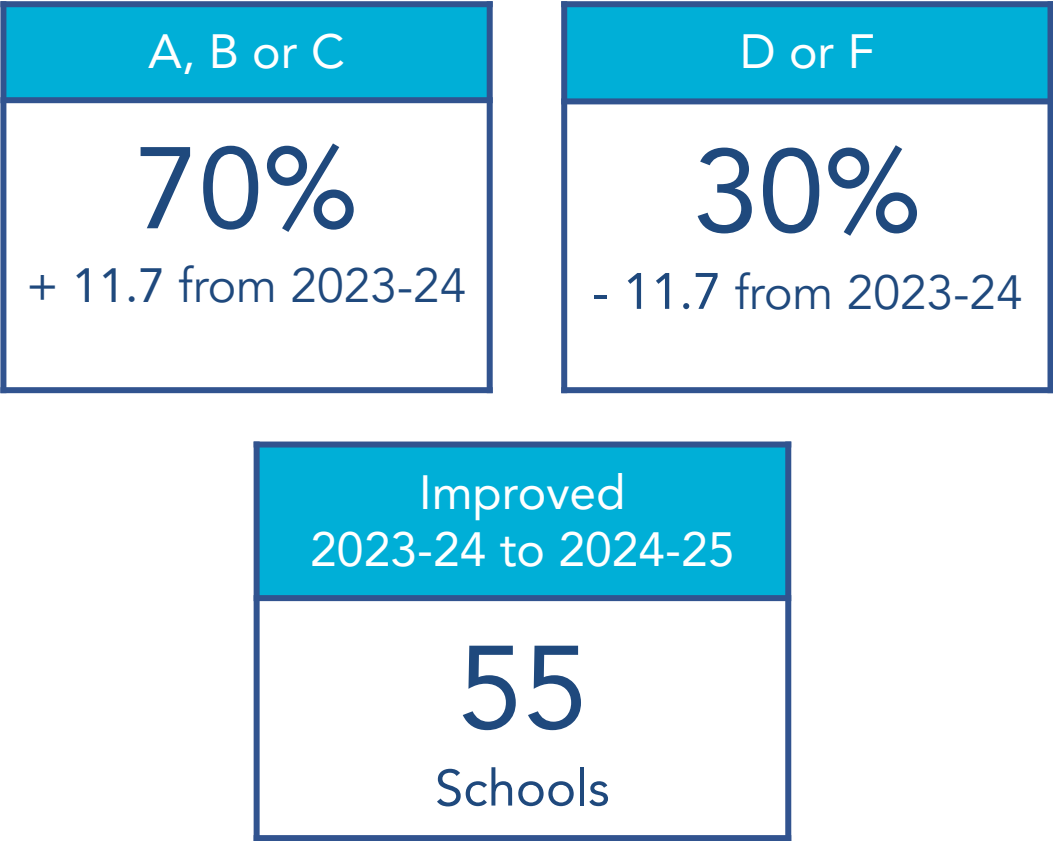 A, B or C
70%
+ 11.7 from 2023-24
D or F
30%
- 11.7 from 2023-24
Improved
2023-24 to 2024-25
55
Schools